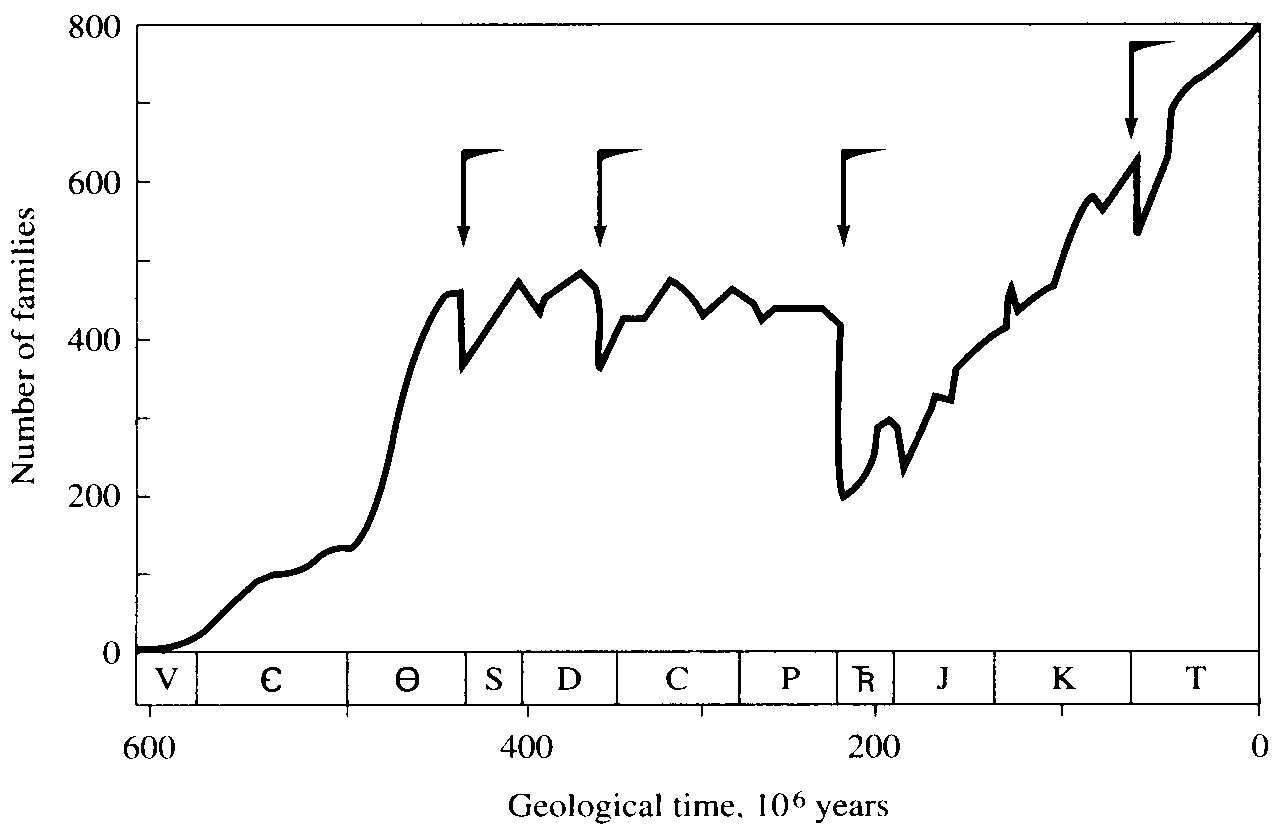 800
600
400
200
0
Number of families
V Є Ө S D C P Ꞧ J K T
600 400 200 0
Geological time, 10⁶ years